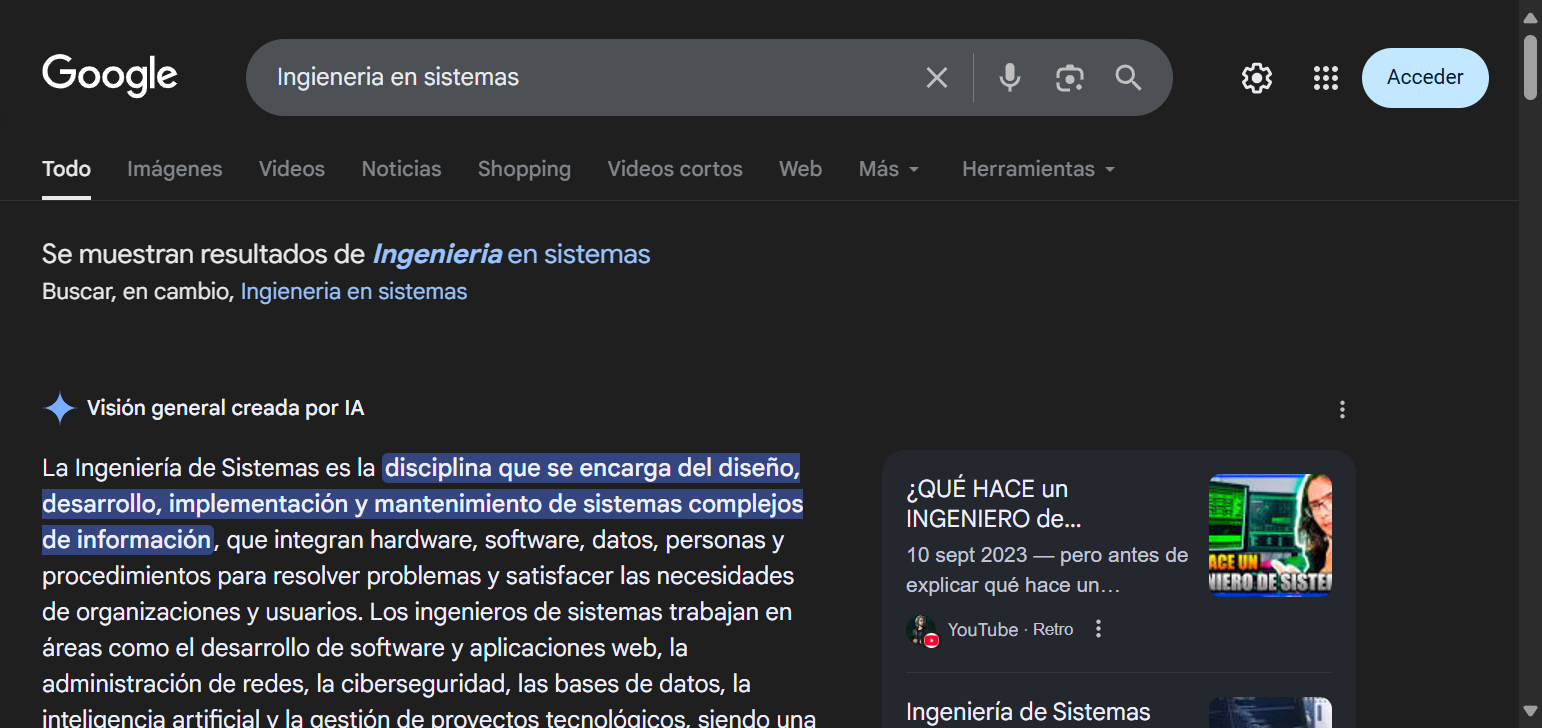 Google
Ingieneria en sistemas
Acceder
Todo
Imágenes
Videos
Noticias
Shopping
Videos cortos
Web
Más
Herramientas
Se muestran resultados de Ingenieria en sistemas
Buscar, en cambio, Ingieneria en sistemas
Visión general creada por IA
La Ingeniería de Sistemas es la disciplina que se encarga del diseño,
desarrollo, implementación y mantenimiento de sistemas complejos
de información, que integran hardware, software, datos, personas y
procedimientos para resolver problemas y satisfacer las necesidades
de organizaciones y usuarios. Los ingenieros de sistemas trabajan en
áreas como el desarrollo de software y aplicaciones web, la
administración de redes, la ciberseguridad, las bases de datos, la
inteligencia artificial y la gestión de proyectos tecnológicos, siendo una
¿QUÉ HACE un
INGENIERO de...
10 sept 2023 — pero antes de
explicar qué hace un…
ACE UN
NIERO DE SISTEM
YouTube · Retro
Ingeniería de Sistemas